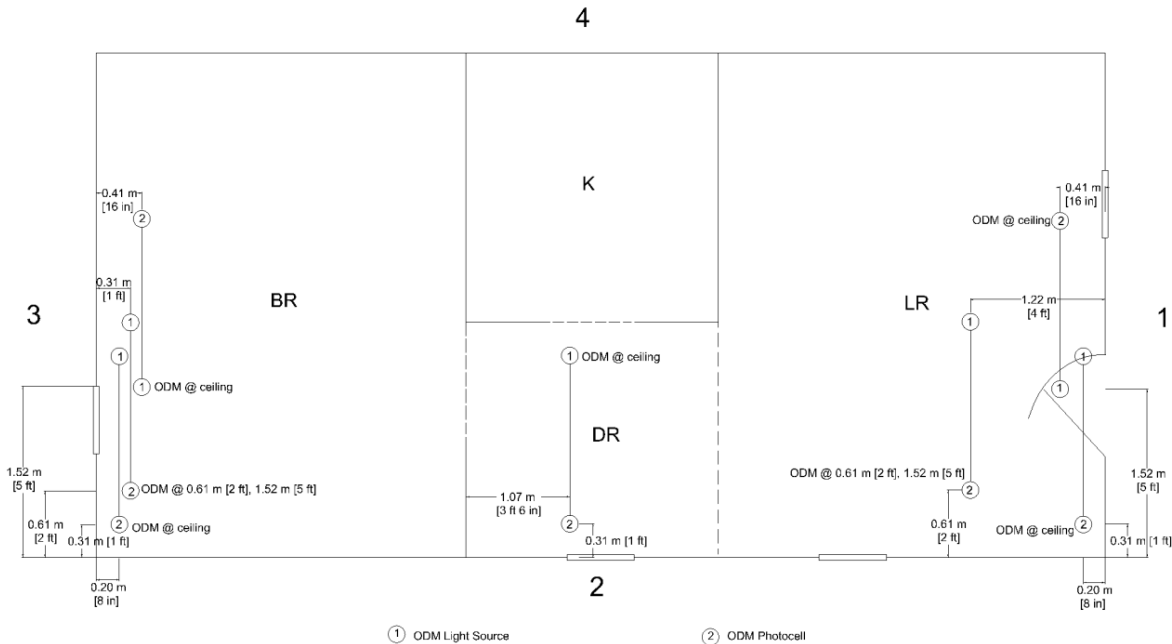 4
0.41 m
[16 in]
2
K
0.41 m
[16 in]
ODM @ ceiling
2
0.31 m
[1 ft]
BR
LR
1.22 m
[4 ft]
3
1
1
1
1
1
ODM @ ceiling
1
1
ODM @ ceiling
1
DR
1.52 m
[5 ft]
2
ODM @ 0.61 m [2 ft], 1.52 m [5 ft]
1.07 m
[3 ft 6 in]
ODM @ 0.61 m [2 ft], 1.52 m [5 ft]
2
1.52 m
[5 ft]
0.61 m
[2 ft]
0.31 m [1 ft]
2
ODM @ ceiling
2
0.31 m [1 ft]
0.61 m
[2 ft]
ODM @ ceiling
2
0.31 m [1 ft]
0.20 m
[8 in]
2
0.20 m
[8 in]
1 ODM Light Source
2 ODM Photocell